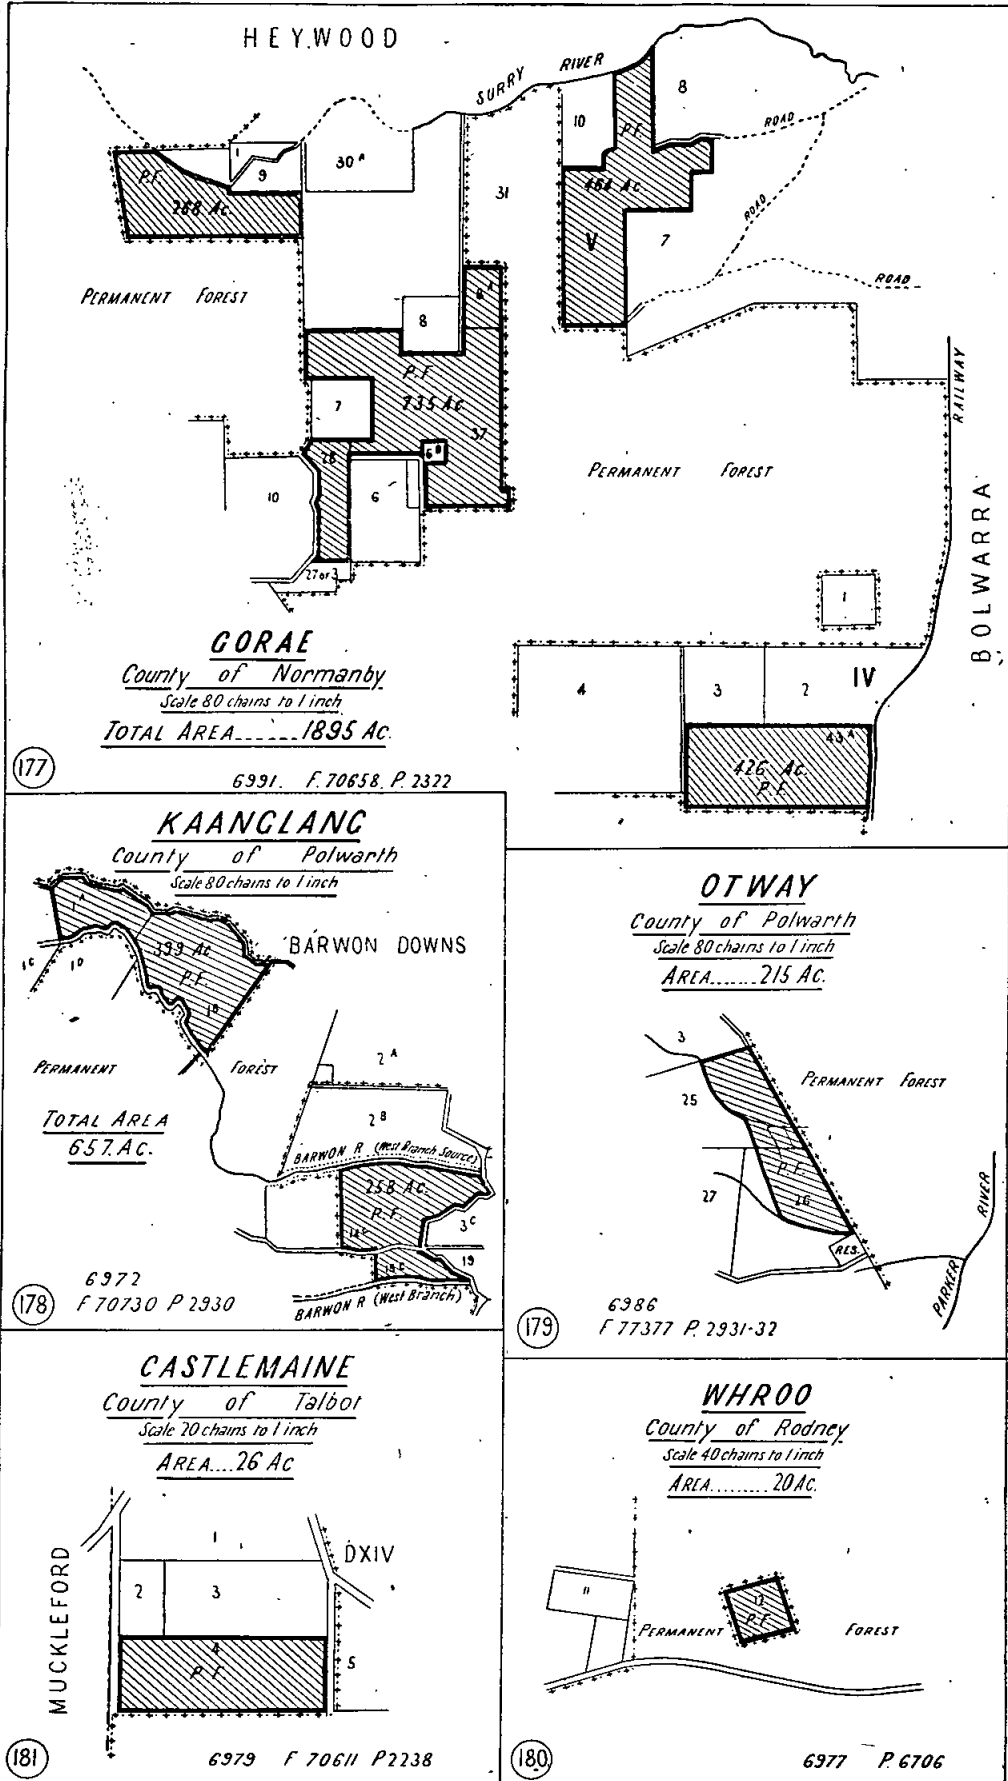 HEYWOOD
SURRY RIVER
8
10
P.F.
ROAD
1
9
30A
P.F.
268 Ac.
31
464 Ac.
V
7
ROAD
ROAD
PERMANENT FOREST
6A
8
P.F.
735 Ac.
7
37
6B
28
10
6
27 or 3
PERMANENT FOREST
RAILWAY
BOLWARRA
1
GORAE
County of Normanby
Scale 80 chains to 1 inch
TOTAL AREA........1895 Ac.
177
6991. F. 70658. P. 2322
4
3
2
IV
43A
426 Ac.
P.F.
KAANGLANG
County of Polwarth
Scale 80 chains to 1 inch
1A
399 Ac
P.F.
1B
1C
1D
BARWON DOWNS
PERMANENT FOREST
2A
TOTAL AREA
657 Ac.
2B
BARWON R. (West Branch Source)
258 Ac.
P.F.
3C
19
BARWON R (West Branch)
6972
F 70730 P 2930
178
OTWAY
County of Polwarth
Scale 80 chains to 1 inch
AREA.......215 Ac.
3
PERMANENT FOREST
25
P.F.
26
27
RES.
PARKER RIVER
6986
F 77377 P. 2931-32
179
CASTLEMAINE
County of Talbot
Scale 20 chains to 1 inch
AREA....26 Ac
MUCKLEFORD
1
DXIV
2
3
4
P.F.
5
181
6979 F 70611 P2238
WHROO
County of Rodney
Scale 40 chains to 1 inch
AREA.........20 Ac.
11
12
P.F.
PERMANENT FOREST
180
6977 P. 6706